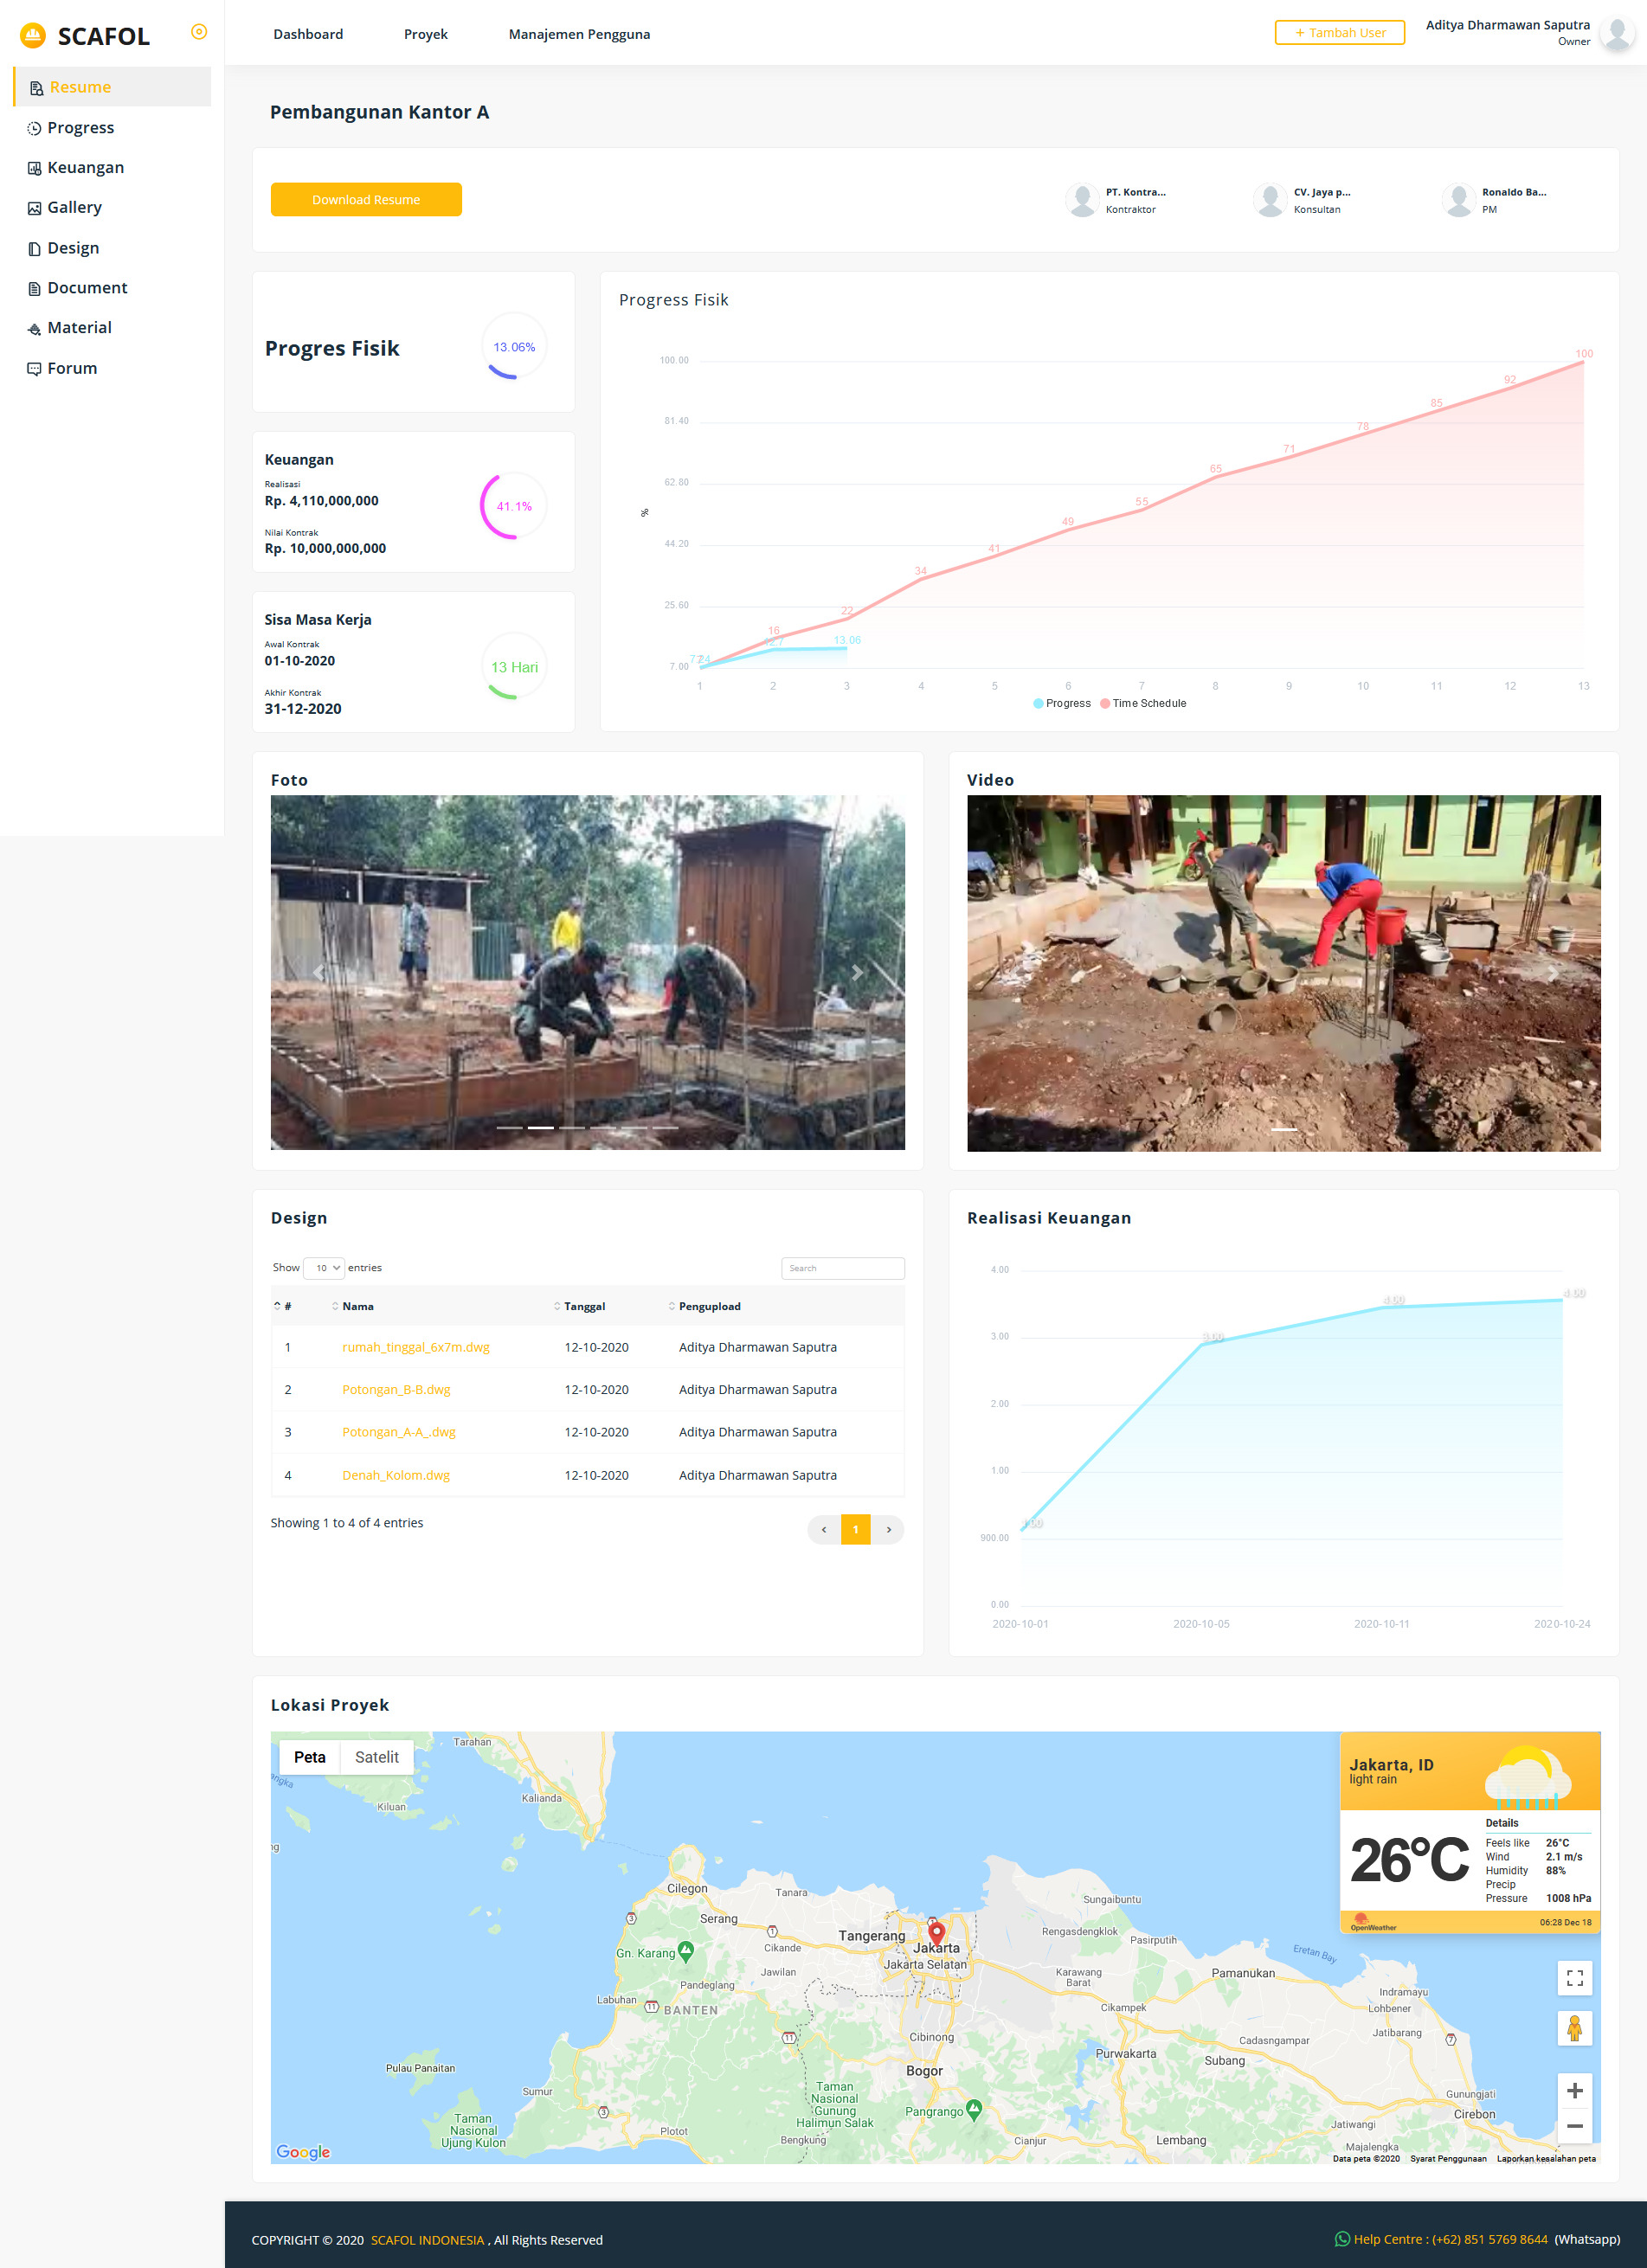 SCAFOL
Dashboard
Proyek
Manajemen Pengguna
+ Tambah User
Aditya Dharmawan Saputra
Owner
Resume
Progress
Keuangan
Gallery
Design
Document
Material
Forum
Pembangunan Kantor A
Download Resume
PT. Kontra...
Kontraktor
CV. Jaya p...
Konsultan
Ronaldo Ba...
PM
Progres Fisik
13.06%
Keuangan
Realisasi
Rp. 4,110,000,000
Nilai Kontrak
Rp. 10,000,000,000
41.1%
Sisa Masa Kerja
Awal Kontrak
01-10-2020
Akhir Kontrak
31-12-2020
13 Hari
Progress Fisik
%
100.00
81.40
62.80
44.20
25.60
7.00
16
22
34
41
49
55
65
71
78
85
92
100
13.06
1 2 3 4 5 6 7 8 9 10 11 12 13
Progress Time Schedule
Foto
Video
Design
Show 10 entries
Search
# Nama Tanggal Pengupload
1 rumah_tinggal_6x7m.dwg 12-10-2020 Aditya Dharmawan Saputra
2 Potongan_B-B.dwg 12-10-2020 Aditya Dharmawan Saputra
3 Potongan_A-A_.dwg 12-10-2020 Aditya Dharmawan Saputra
4 Denah_Kolom.dwg 12-10-2020 Aditya Dharmawan Saputra
Showing 1 to 4 of 4 entries
‹ 1 ›
Realisasi Keuangan
4.00
3.00
2.00
1.00
900.00
0.00
3.00
4.00
4.00
2020-10-01 2020-10-05 2020-10-11 2020-10-24
Lokasi Proyek
Peta Satelit
Tarahan
Kalianda
Kiluan
Cilegon
Tanara
Serang
Cikande
Tangerang
Jakarta
Jakarta Selatan
Gn. Karang
Jawilan
Pandeglang
Labuhan
BANTEN
Sungaibuntu
Rengasdengklok
Pasirputih
Eretan Bay
Karawang
Barat
Pamanukan
Indramayu
Lohbener
Cikampek
Jatibarang
Cadasngampar
Cibinong
Purwakarta
Subang
Bogor
Pulau Panaitan
Sumur
Taman
Nasional
Ujung Kulon
Taman
Nasional
Gunung
Halimun Salak
Pangrango
Plotot
Bengkung
Cianjur
Lembang
Gunungjati
Cirebon
Jatiwangi
Majalengka
3
1
11
11
3
7
Jakarta, ID
light rain
26°C
Details
Feels like 26°C
Wind 2.1 m/s
Humidity 88%
Precip
Pressure 1008 hPa
OpenWeather
06:28 Dec 18
Google
Data peta ©2020 Syarat Penggunaan Laporkan kesalahan peta
COPYRIGHT © 2020 SCAFOL INDONESIA , All Rights Reserved
Help Centre : (+62) 851 5769 8644 (Whatsapp)